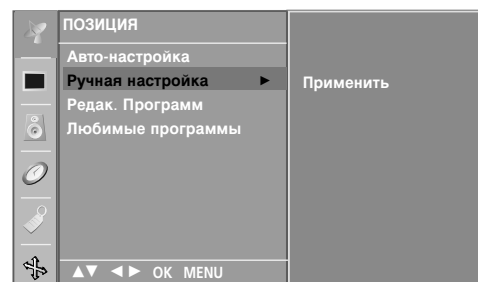 ПОЗИЦИЯ
Авто-настройка
Ручная настройка ►
Применить
Редак. Программ
Любимые программы
▲▼ ◄► OK MENU